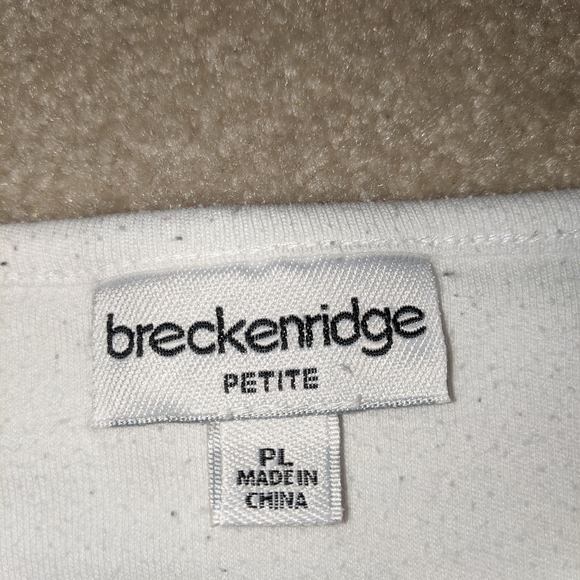 breckenridge
PETITE
PL
MADE IN
CHINA